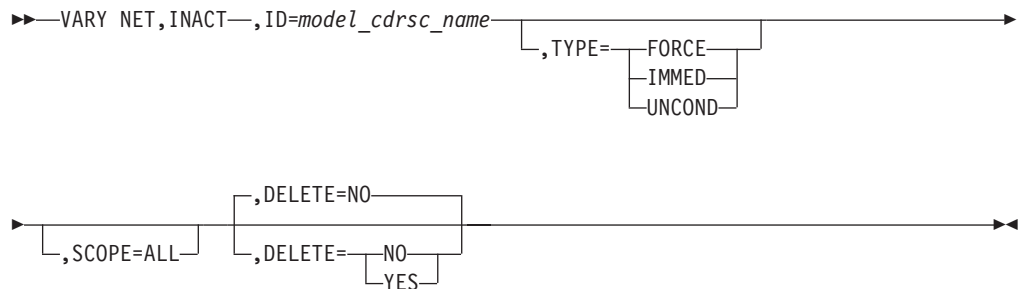 VARY NET,INACT ,ID=model_cdrsc_name
,TYPE= FORCE
IMMED
UNCOND
,DELETE=NO
,SCOPE=ALL ,DELETE= NO
YES